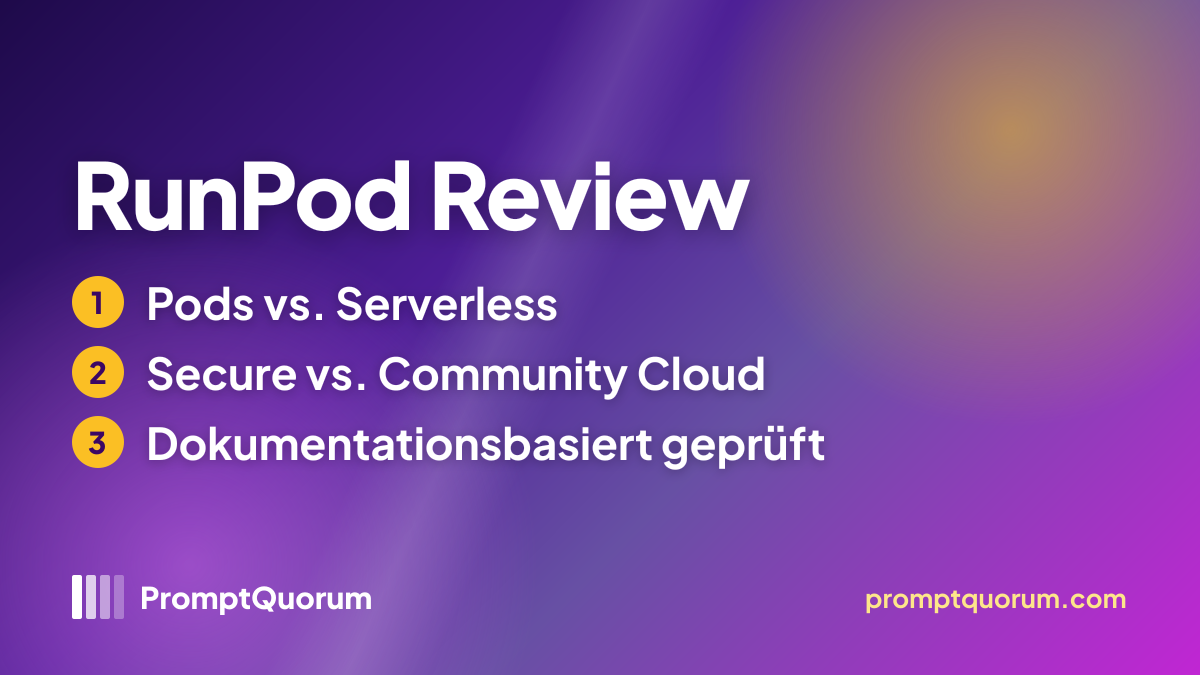 RunPod Review
1 Pods vs. Serverless
2 Secure vs. Community Cloud
3 Dokumentationsbasiert geprüft
PromptQuorum
promptquorum.com